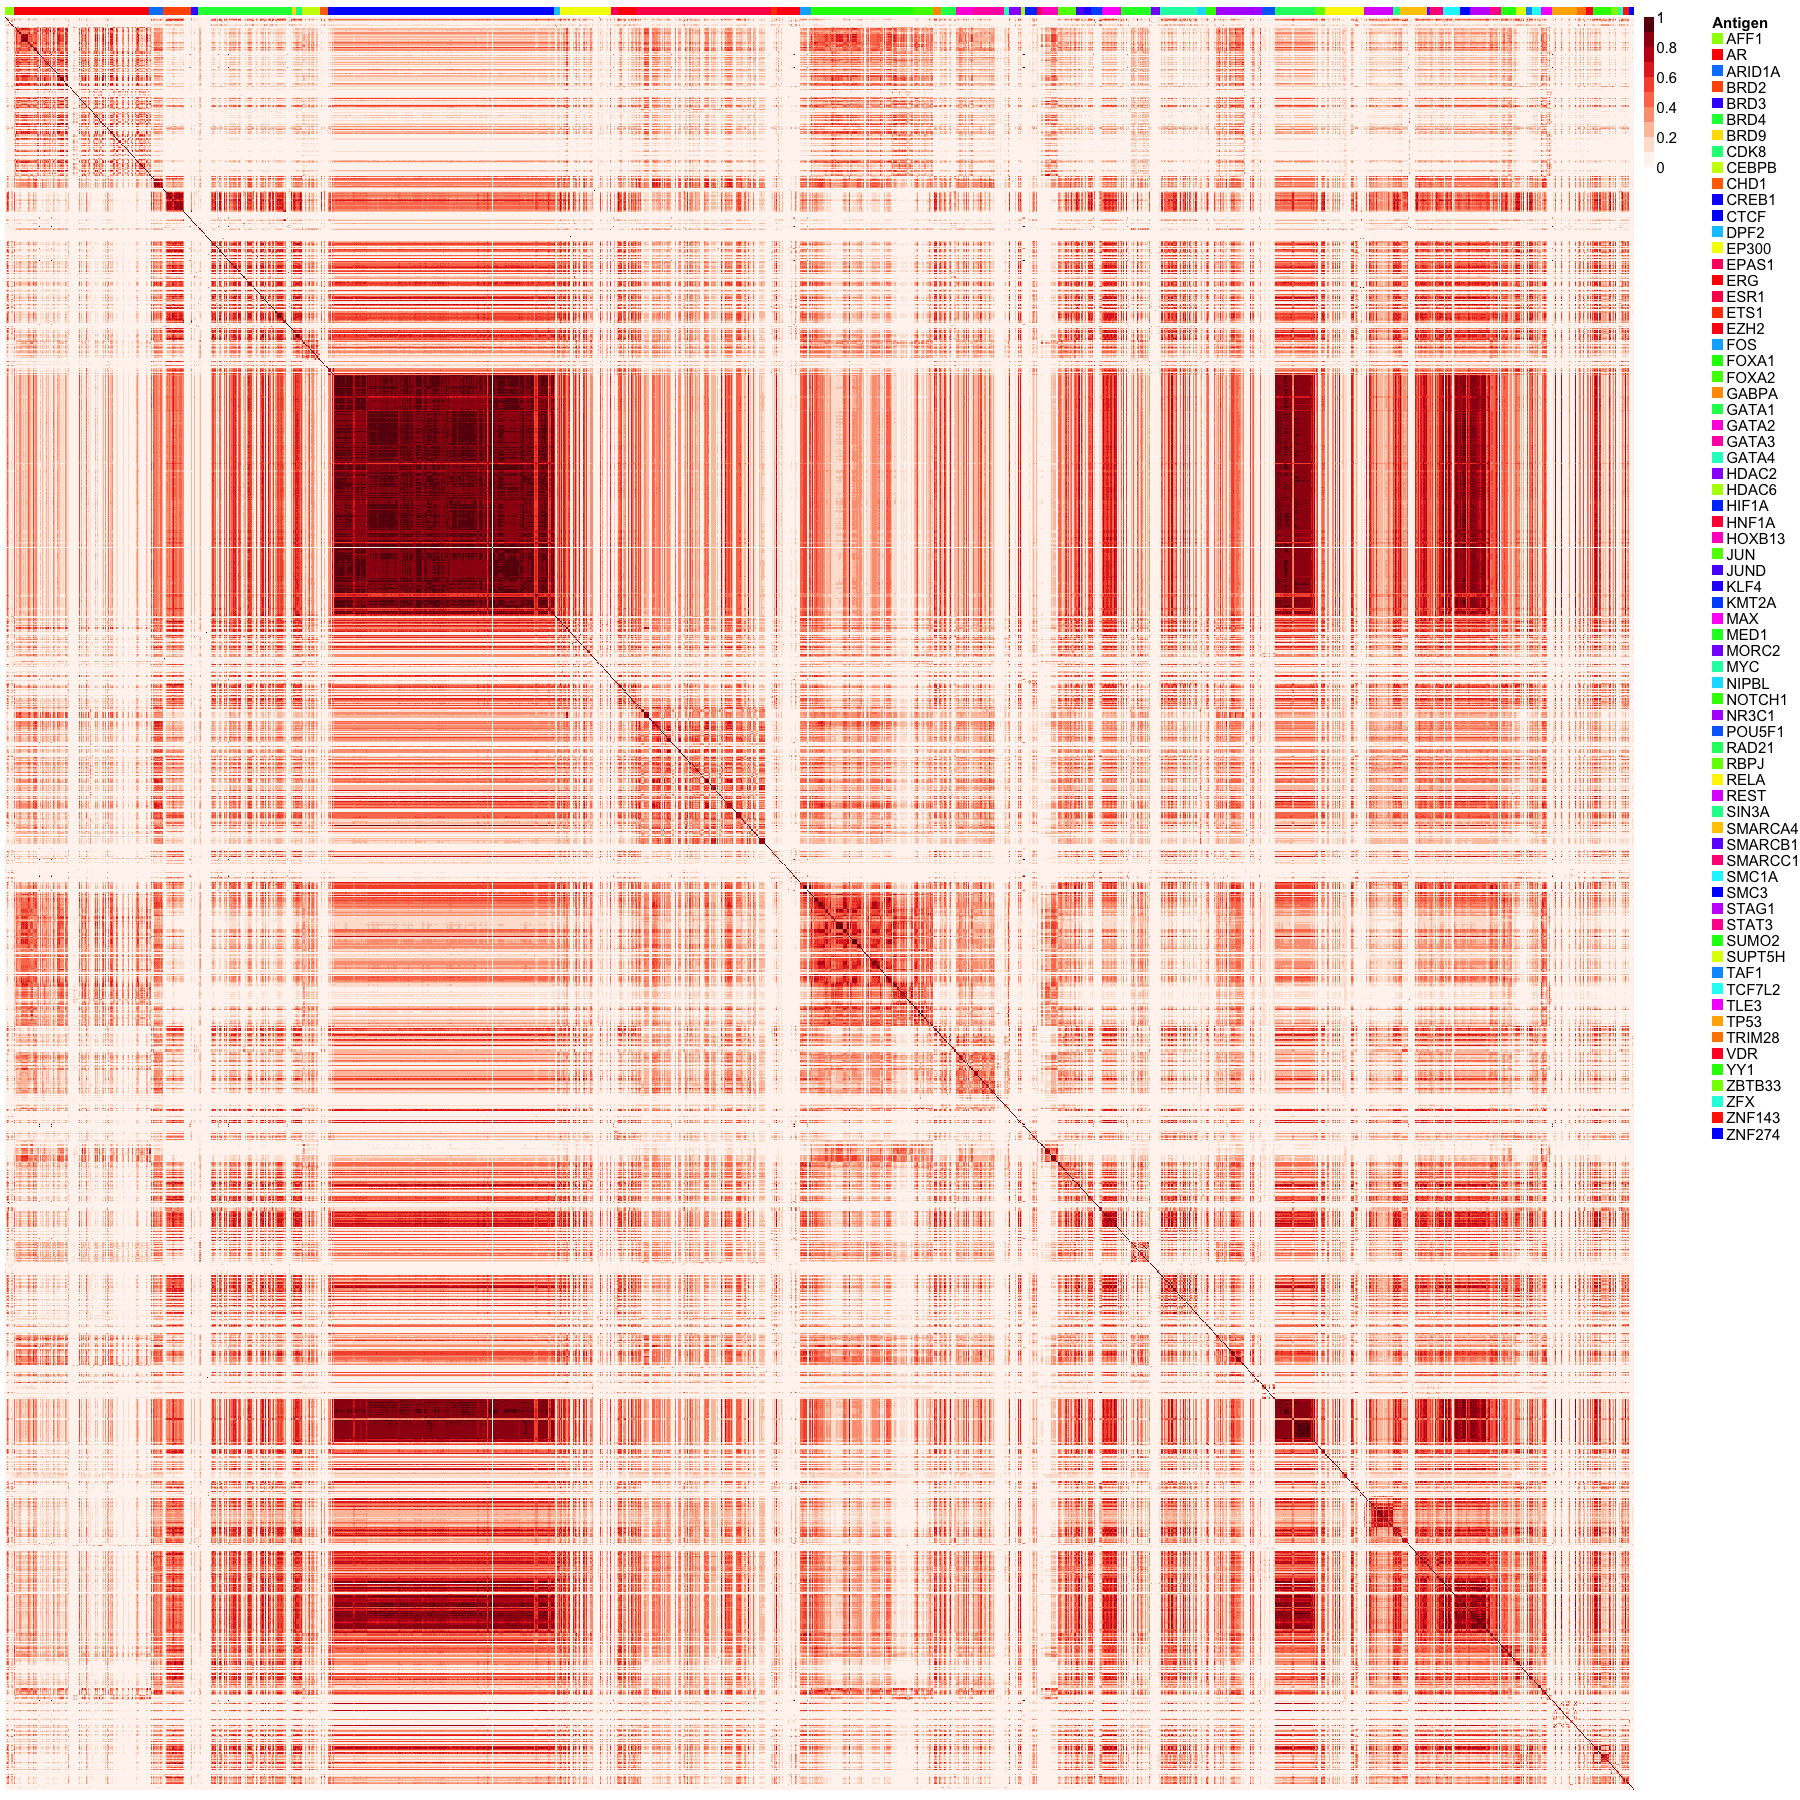 1
0.8
0.6
0.4
0.2
0
Antigen
AFF1
AR
ARID1A
BRD2
BRD3
BRD4
BRD9
CDK8
CEBPB
CHD1
CREB1
CTCF
DPF2
EP300
EPAS1
ERG
ESR1
ETS1
EZH2
FOS
FOXA1
FOXA2
GABPA
GATA1
GATA2
GATA3
GATA4
HDAC2
HDAC6
HIF1A
HNF1A
HOXB13
JUN
JUND
KLF4
KMT2A
MAX
MED1
MORC2
MYC
NIPBL
NOTCH1
NR3C1
POU5F1
RAD21
RBPJ
RELA
REST
SIN3A
SMARCA4
SMARCB1
SMARCC1
SMC1A
SMC3
STAG1
STAT3
SUMO2
SUPT5H
TAF1
TCF7L2
TLE3
TP53
TRIM28
VDR
YY1
ZBTB33
ZFX
ZNF143
ZNF274